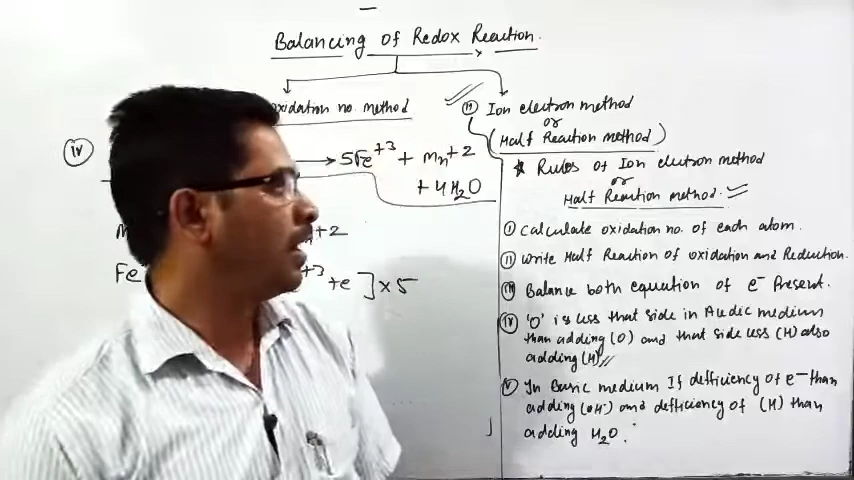 Balancing of Redox Reaction.
oxidation no. method
(iv)
→ 5Fe+3 + Mn+2
+ 4H2O
+2
Fe
+3 +e ] × 5
(ii) Ion electron method
or
(Half Reaction method)
* Rules of Ion electron method
or
Half Reaction method.
(i) Calculate oxidation no. of each atom.
(ii) Write Half Reaction of oxidation and Reduction.
(iii) Balance both equation of e- Present.
(iv) 'O' is less that side in Acidic medium
than adding (O) and that side less (H) also
adding (H)
(v) In Basic medium If defficiency of e- than
adding (OH-) and defficiency of (H) than
adding H2O.